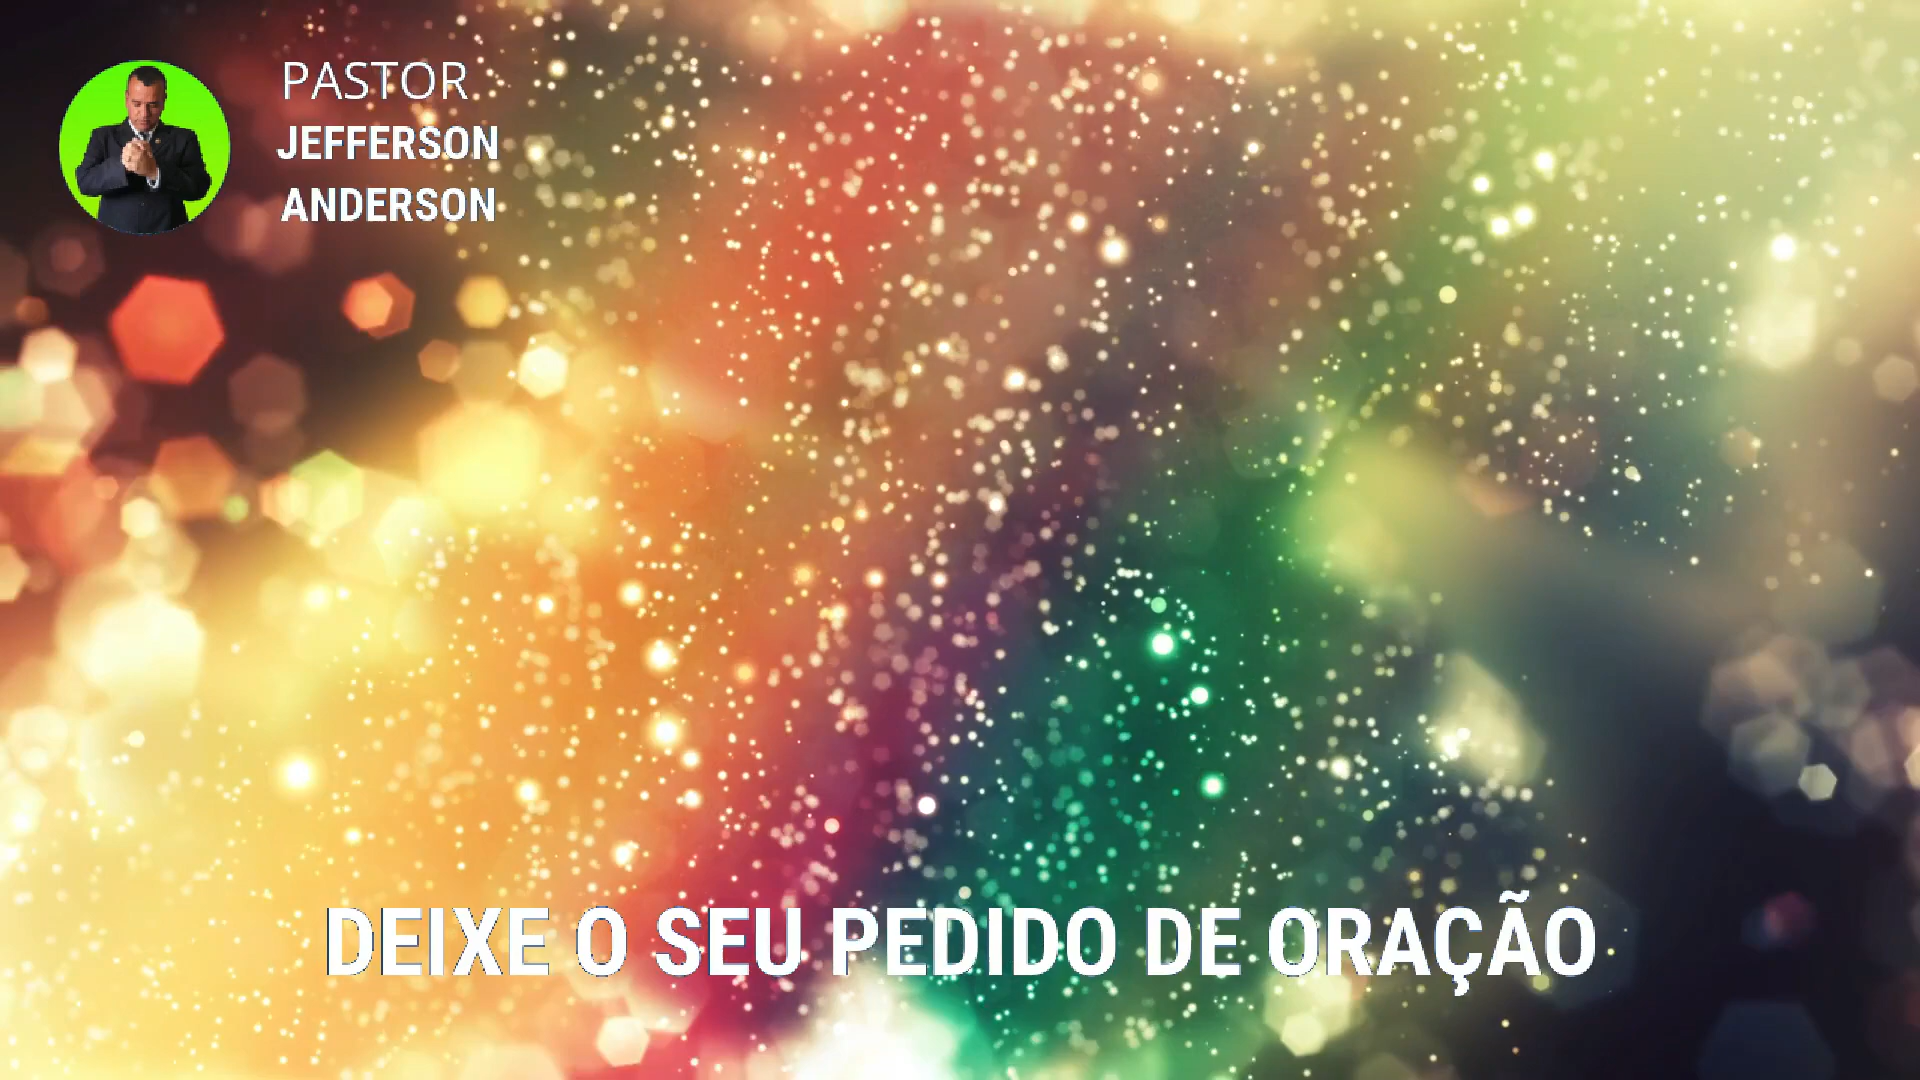 PASTOR
JEFFERSON
ANDERSON
DEIXE O SEU PEDIDO DE ORAÇÃO